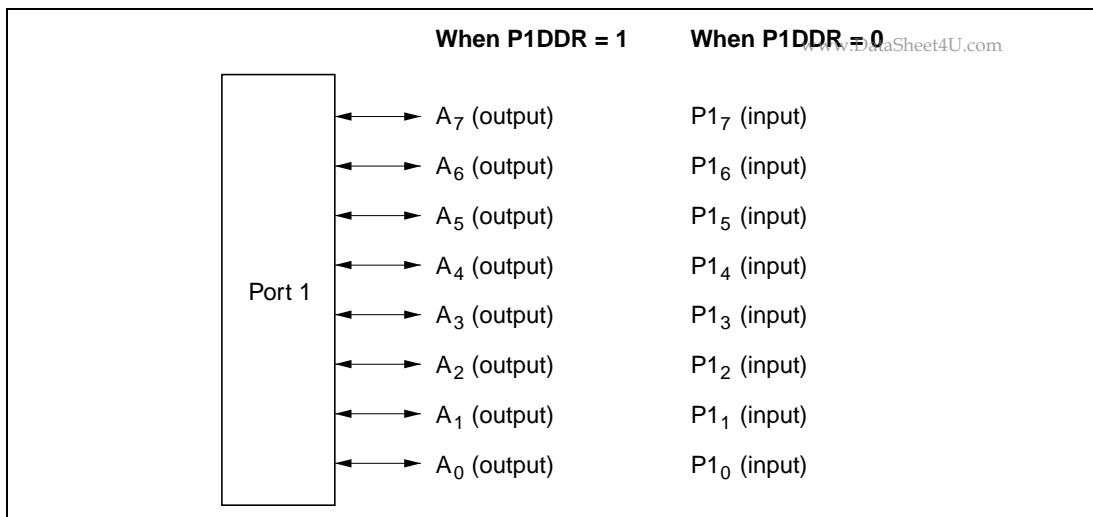 When P1DDR = 1 When P1DDR = 0
www.DataSheet4U.com
A7 (output) P17 (input)
A6 (output) P16 (input)
A5 (output) P15 (input)
A4 (output) P14 (input)
Port 1
A3 (output) P13 (input)
A2 (output) P12 (input)
A1 (output) P11 (input)
A0 (output) P10 (input)